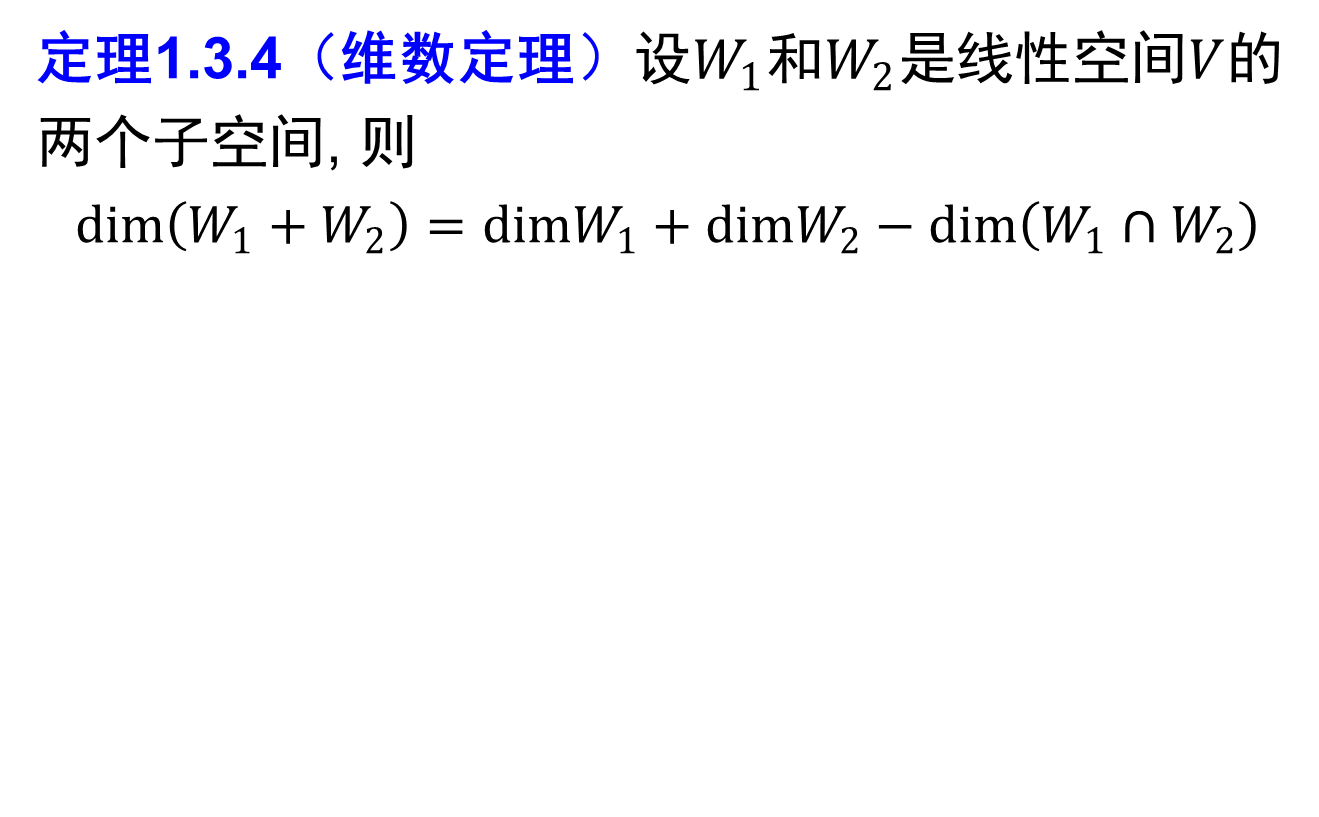 定理1.3.4（维数定理）设𝑊₁和𝑊₂是线性空间𝑉的
两个子空间, 则
dim(𝑊₁ + 𝑊₂) = dim𝑊₁ + dim𝑊₂ − dim(𝑊₁ ∩ 𝑊₂)